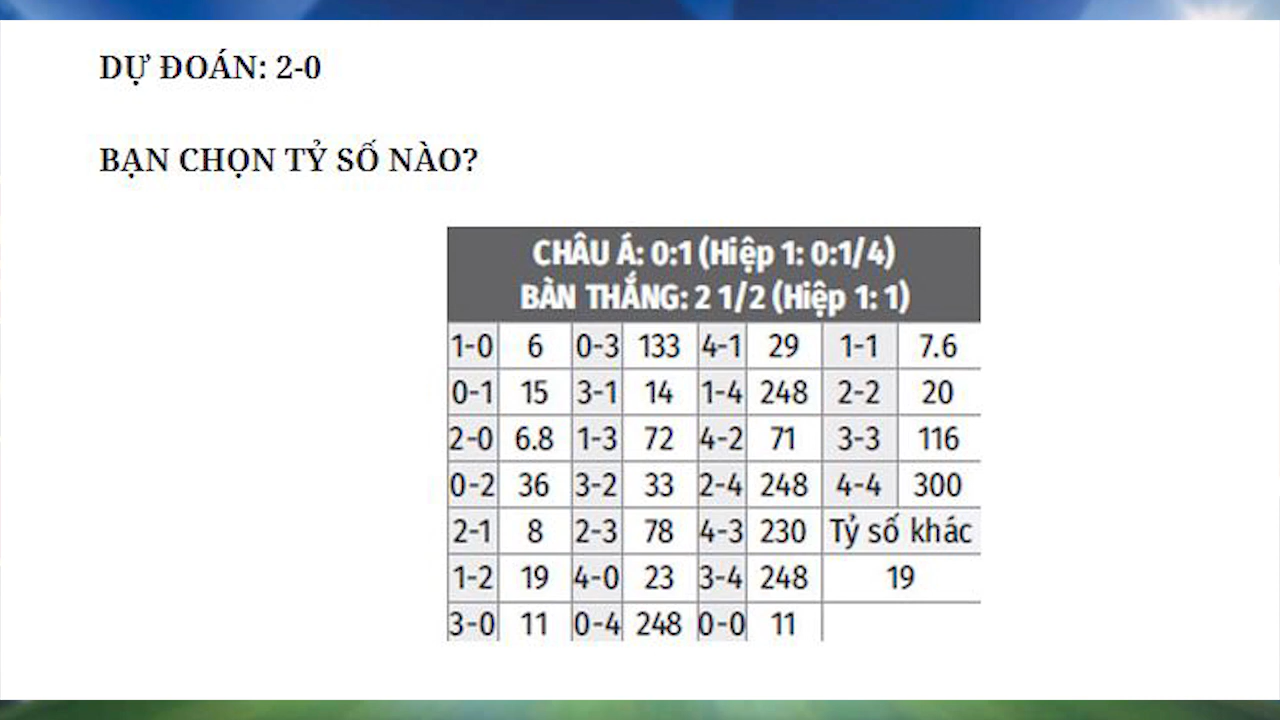 DỰ ĐOÁN: 2-0
BẠN CHỌN TỶ SỐ NÀO?
CHÂU Á: 0:1 (Hiệp 1: 0:1/4)
BÀN THẮNG: 2 1/2 (Hiệp 1: 1)
1-0 6 0-3 133 4-1 29 1-1 7.6
0-1 15 3-1 14 1-4 248 2-2 20
2-0 6.8 1-3 72 4-2 71 3-3 116
0-2 36 3-2 33 2-4 248 4-4 300
2-1 8 2-3 78 4-3 230 Tỷ số khác
1-2 19 4-0 23 3-4 248 19
3-0 11 0-4 248 0-0 11